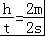 h/t = 2m/2s